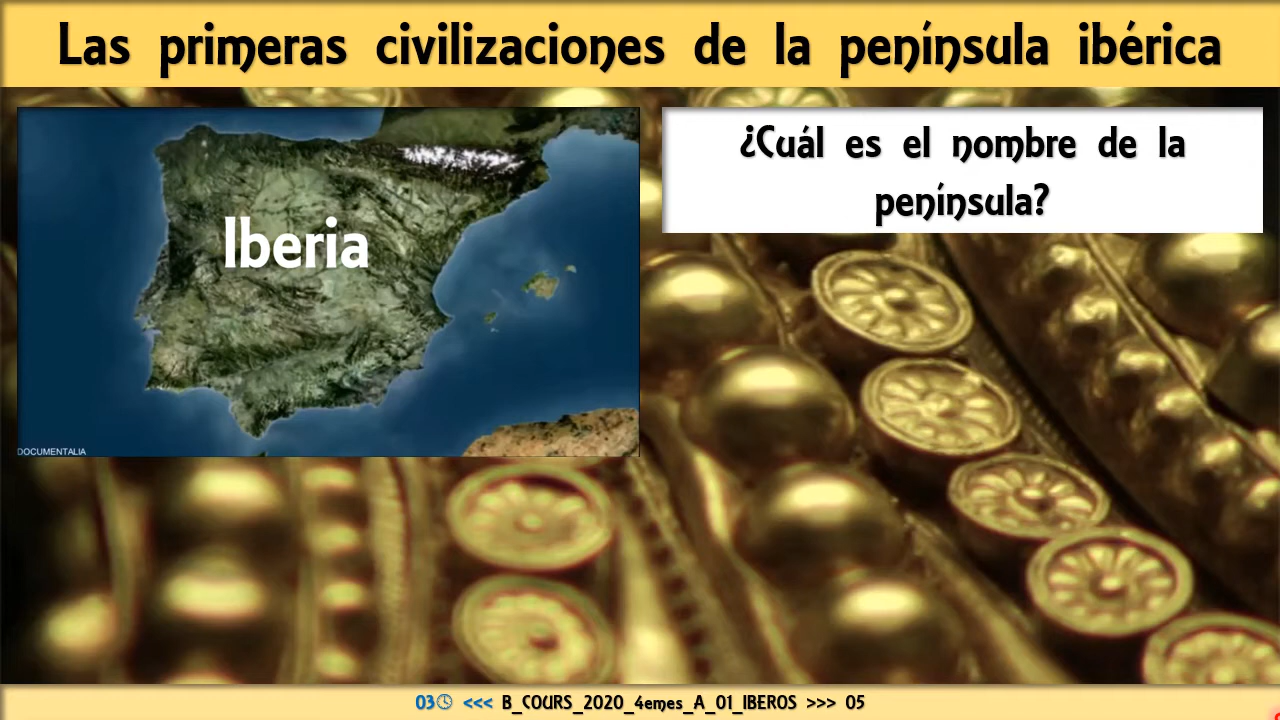 Las primeras civilizaciones de la península ibérica
Iberia
DOCUMENTALIA
¿Cuál es el nombre de la
península?
03🕓 <<< B_COURS_2020_4emes_A_01_IBEROS >>> 05